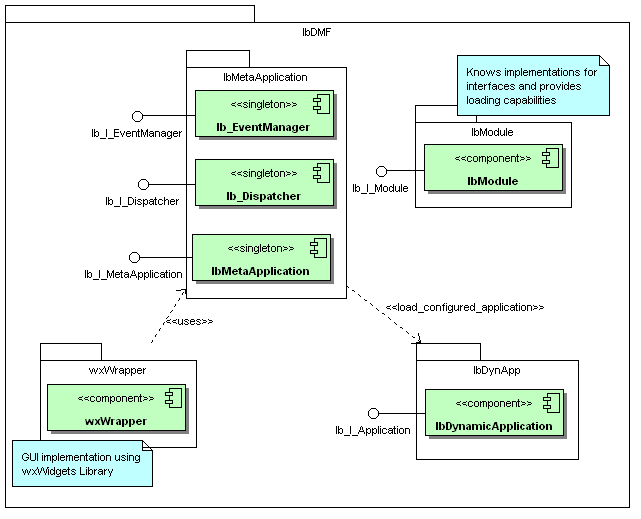 lbDMF
lbMetaApplication
<<singleton>>
lb_EventManager
lb_I_EventManager
<<singleton>>
lb_Dispatcher
lb_I_Dispatcher
<<singleton>>
lbMetaApplication
lb_I_MetaApplication
Knows implementations for
interfaces and provides
loading capabilities
lbModule
<<component>>
lbModule
lb_I_Module
<<uses>>
<<load_configured_application>>
wxWrapper
<<component>>
wxWrapper
GUI implementation using
wxWidgets Library
lbDynApp
<<component>>
lbDynamicApplication
lb_I_Application